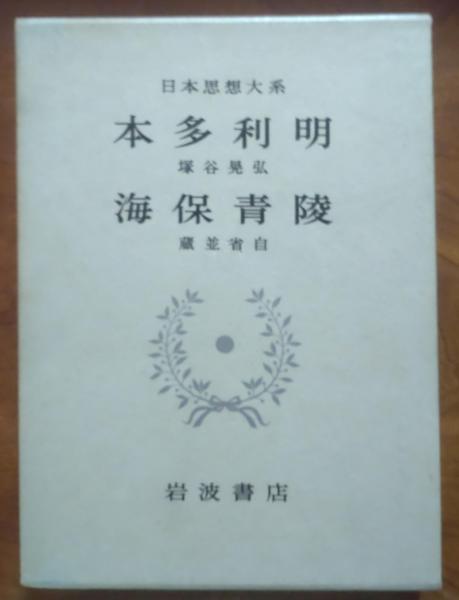 日本思想大系
本多利明
塚谷晃弘
海保青陵
蔵並省自
岩波書店